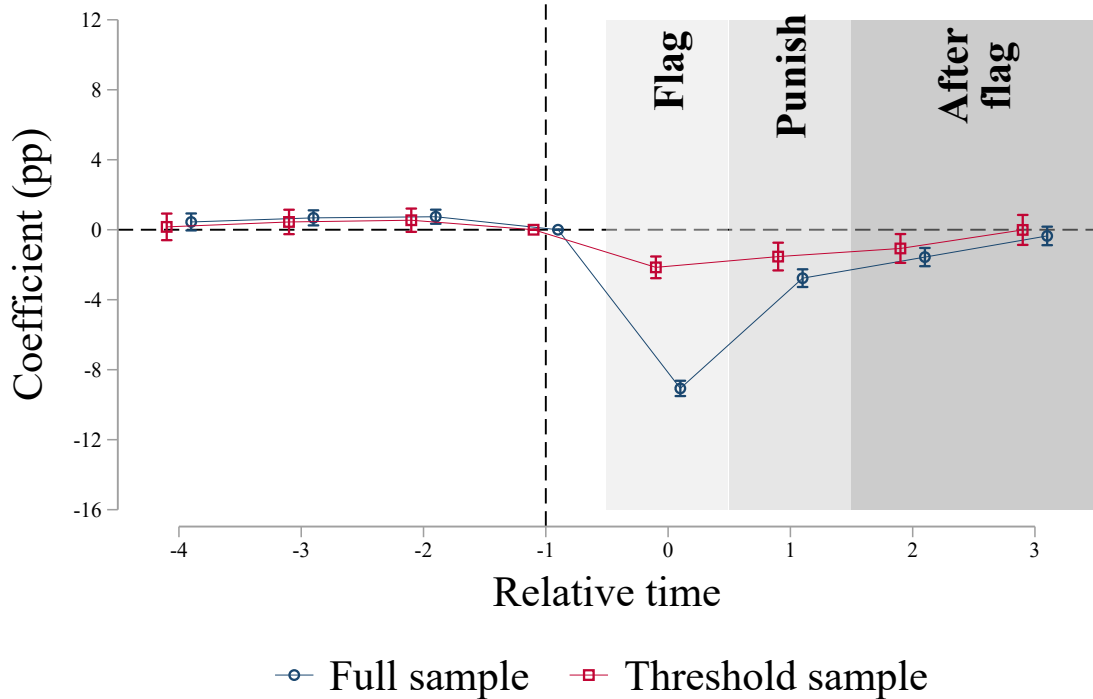 12
8
4
0
-4
-8
-12
-16
Coefficient (pp)
Flag
Punish
After
flag
-4 -3 -2 -1 0 1 2 3
Relative time
Full sample Threshold sample